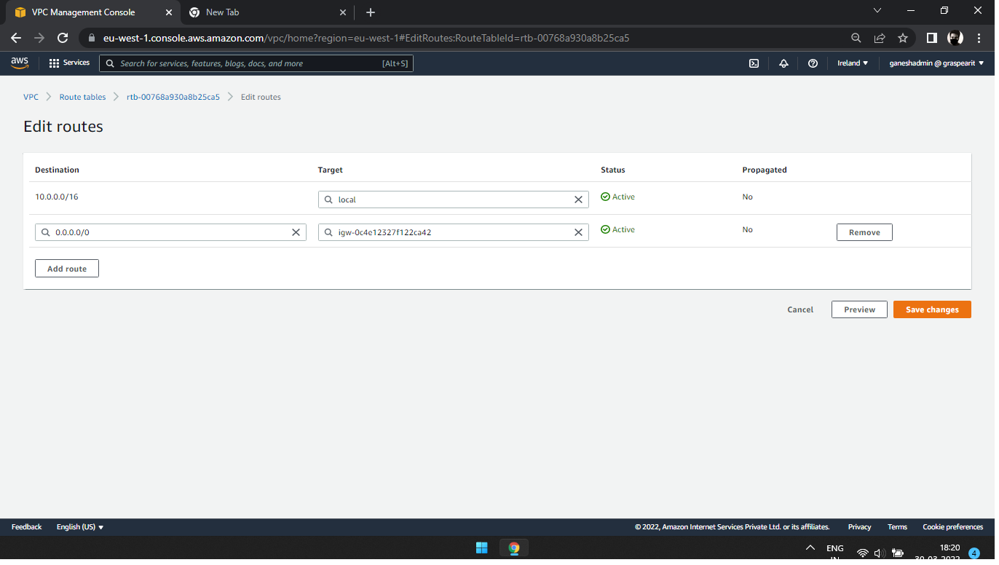 VPC Management Console
New Tab
eu-west-1.console.aws.amazon.com/vpc/home?region=eu-west-1#EditRoutes:RouteTableId=rtb-00768a930a8b25ca5
aws
Services
Search for services, features, blogs, docs, and more
[Alt+S]
Ireland
ganeshadmin @ graspearit
VPC
Route tables
rtb-00768a930a8b25ca5
Edit routes
Edit routes
Destination Target Status Propagated
10.0.0.0/16 local Active No
0.0.0.0/0 igw-0c4e12327f122ca42 Active No Remove
Add route
Cancel Preview Save changes
Feedback English (US) © 2022, Amazon Internet Services Private Ltd. or its affiliates. Privacy Terms Cookie preferences
ENG
IN
18:20
30-03-2022
4